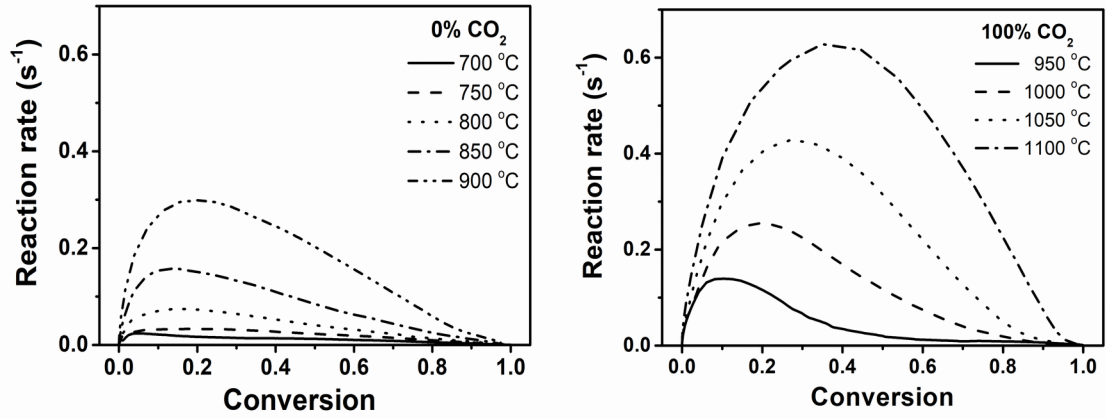 0% CO2
700 °C
750 °C
800 °C
850 °C
900 °C
Reaction rate (s-1)
0.6
0.4
0.2
0.0
0.0 0.2 0.4 0.6 0.8 1.0
Conversion
100% CO2
950 °C
1000 °C
1050 °C
1100 °C
Reaction rate (s-1)
0.6
0.4
0.2
0.0
0.0 0.2 0.4 0.6 0.8 1.0
Conversion